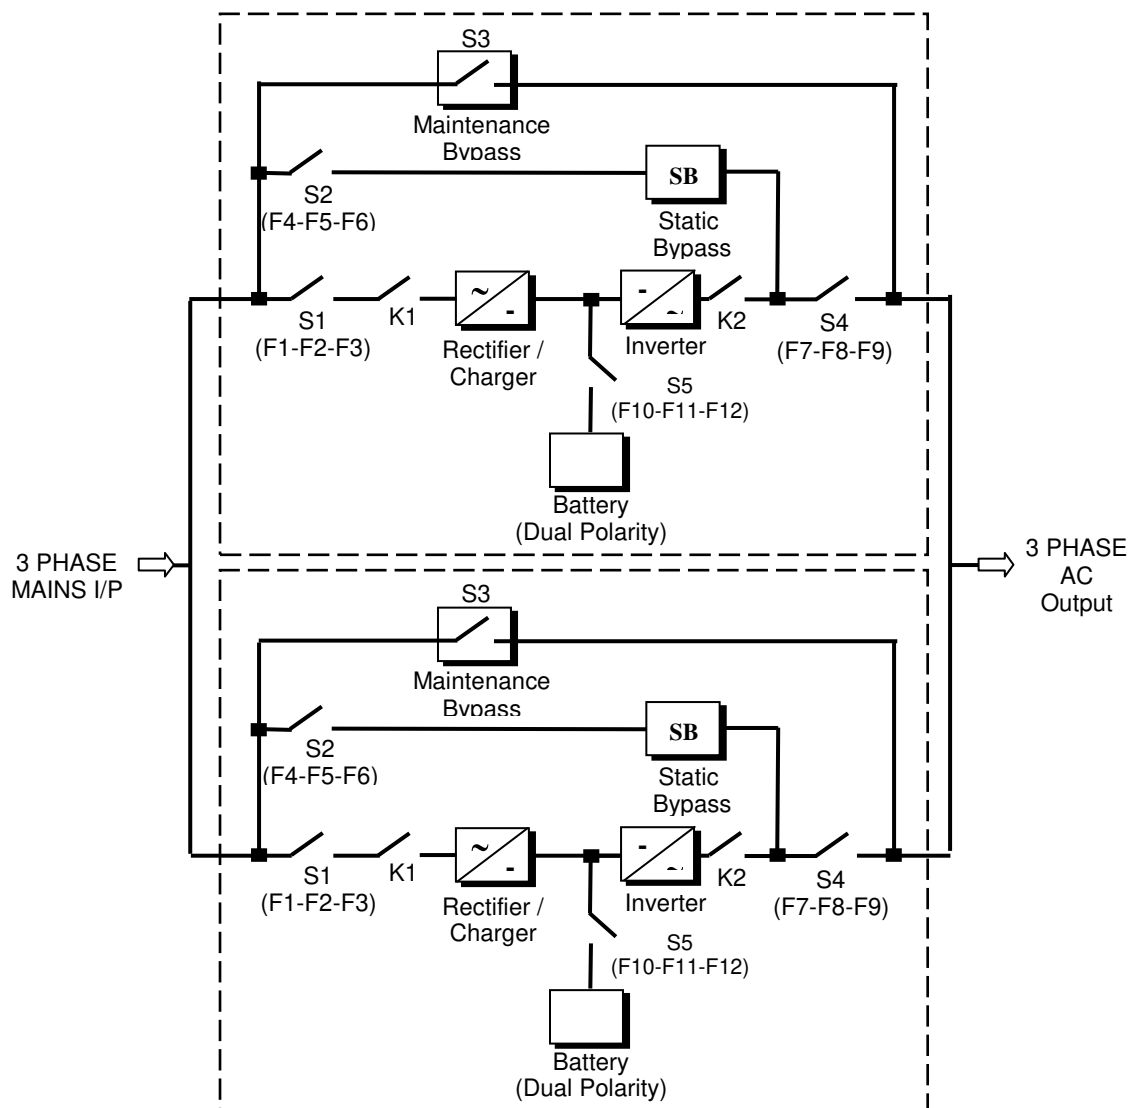 S3
Maintenance
Bypass
S2
(F4-F5-F6)
SB
Static
Bypass
S1
(F1-F2-F3)
K1
~
-
Rectifier /
Charger
-
~
Inverter
K2
S4
(F7-F8-F9)
S5
(F10-F11-F12)
Battery
(Dual Polarity)
3 PHASE
MAINS I/P
3 PHASE
AC
Output
S3
Maintenance
Bypass
S2
(F4-F5-F6)
SB
Static
Bypass
S1
(F1-F2-F3)
K1
~
-
Rectifier /
Charger
-
~
Inverter
K2
S4
(F7-F8-F9)
S5
(F10-F11-F12)
Battery
(Dual Polarity)